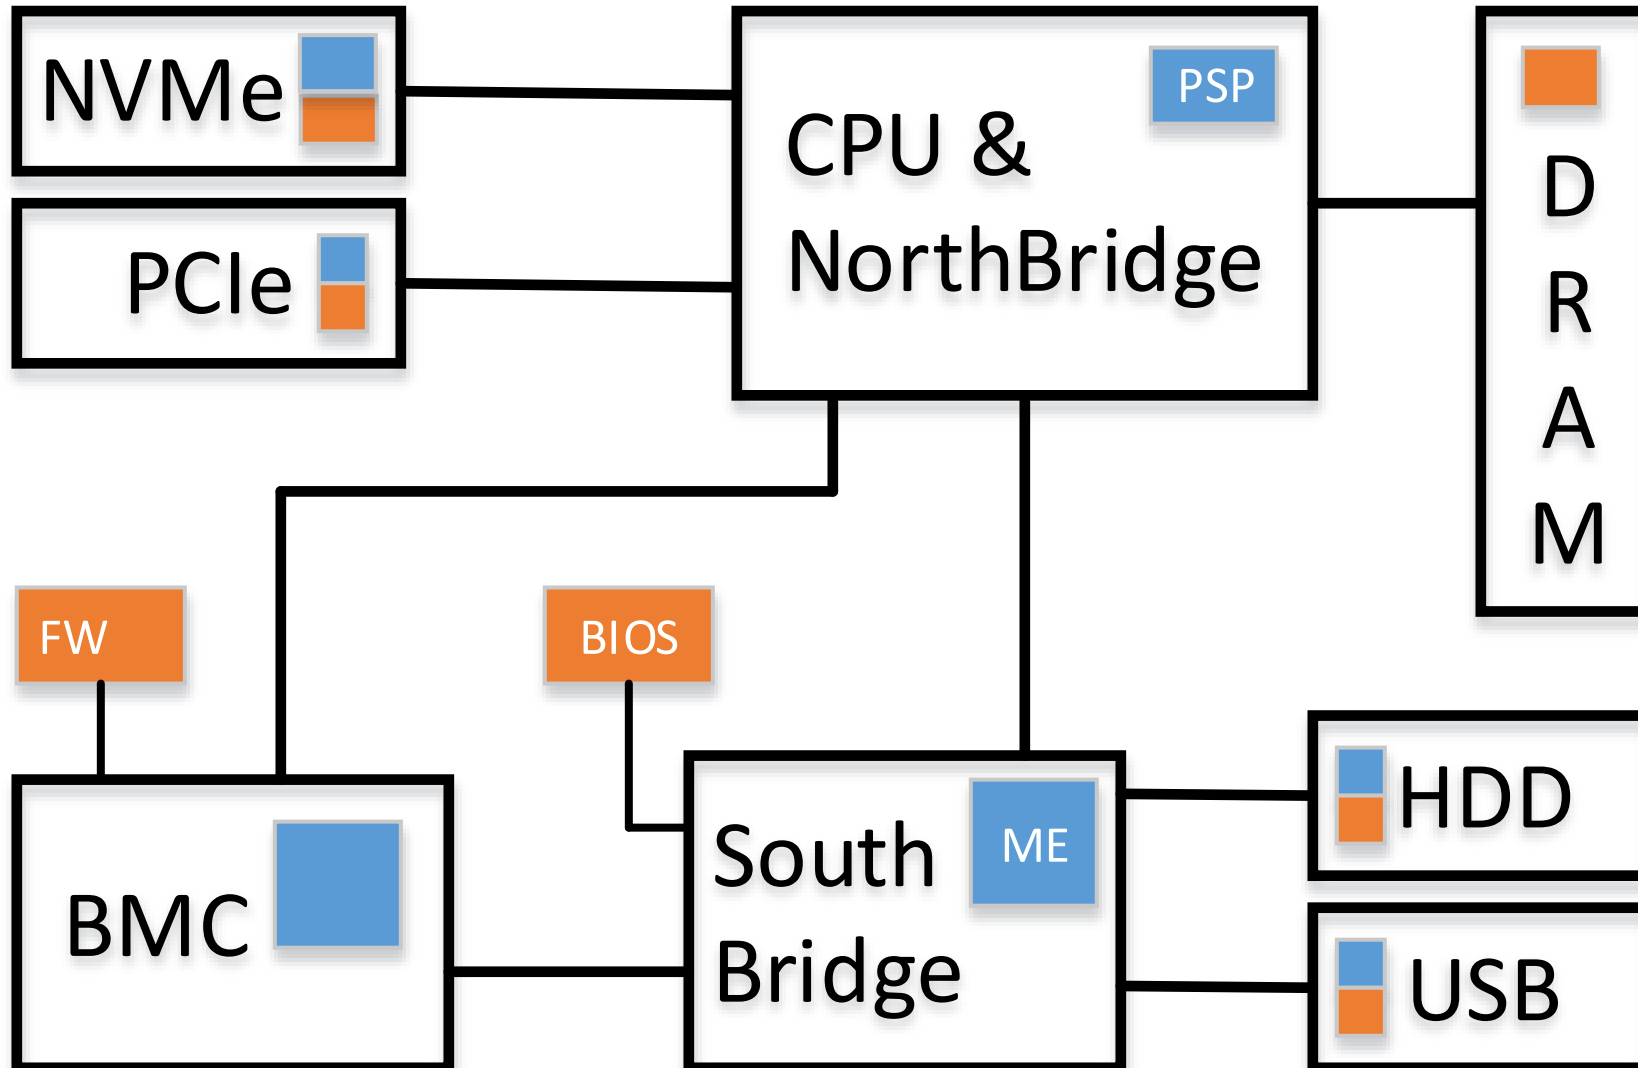 NVMe
PSP
CPU &
NorthBridge
PCIe
D
R
A
M
FW
BIOS
BMC
South
Bridge
ME
HDD
USB